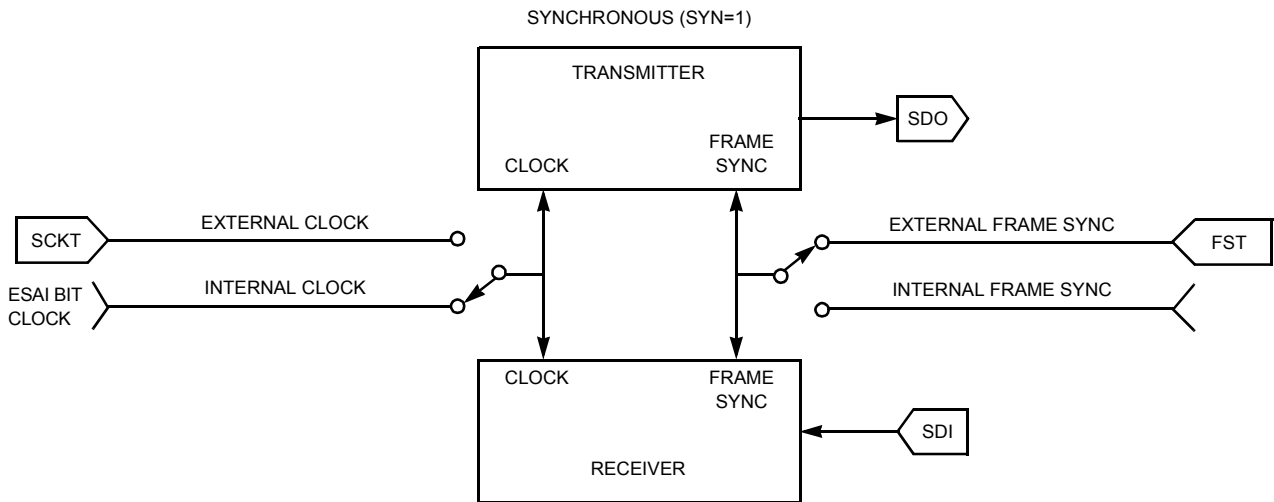 SYNCHRONOUS (SYN=1)
TRANSMITTER
SDO
FRAME
SYNC
CLOCK
SCKT
EXTERNAL CLOCK
EXTERNAL FRAME SYNC
FST
ESAI BIT
CLOCK
INTERNAL CLOCK
INTERNAL FRAME SYNC
CLOCK
FRAME
SYNC
SDI
RECEIVER